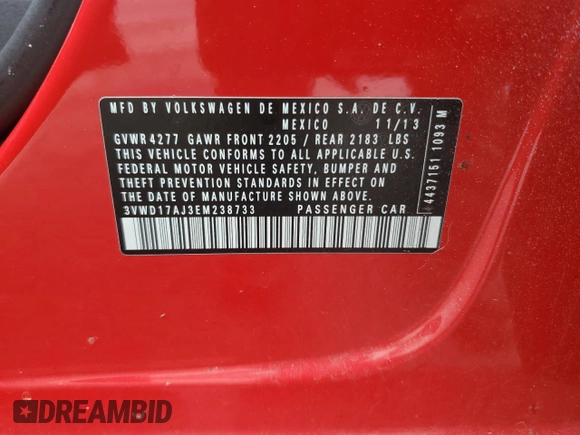 MFD BY VOLKSWAGEN DE MEXICO S.A. DE C.V.
MEXICO 11/13
GVWR 4277 GAWR FRONT 2205 / REAR 2183 LBS
THIS VEHICLE CONFORMS TO ALL APPLICABLE U.S.
FEDERAL MOTOR VEHICLE SAFETY, BUMPER AND
THEFT PREVENTION STANDARDS IN EFFECT ON THE
DATE OF MANUFACTURE SHOWN ABOVE.
3VWD17AJ3EM238733 PASSENGER CAR
4437151 1093 M
DREAMBID